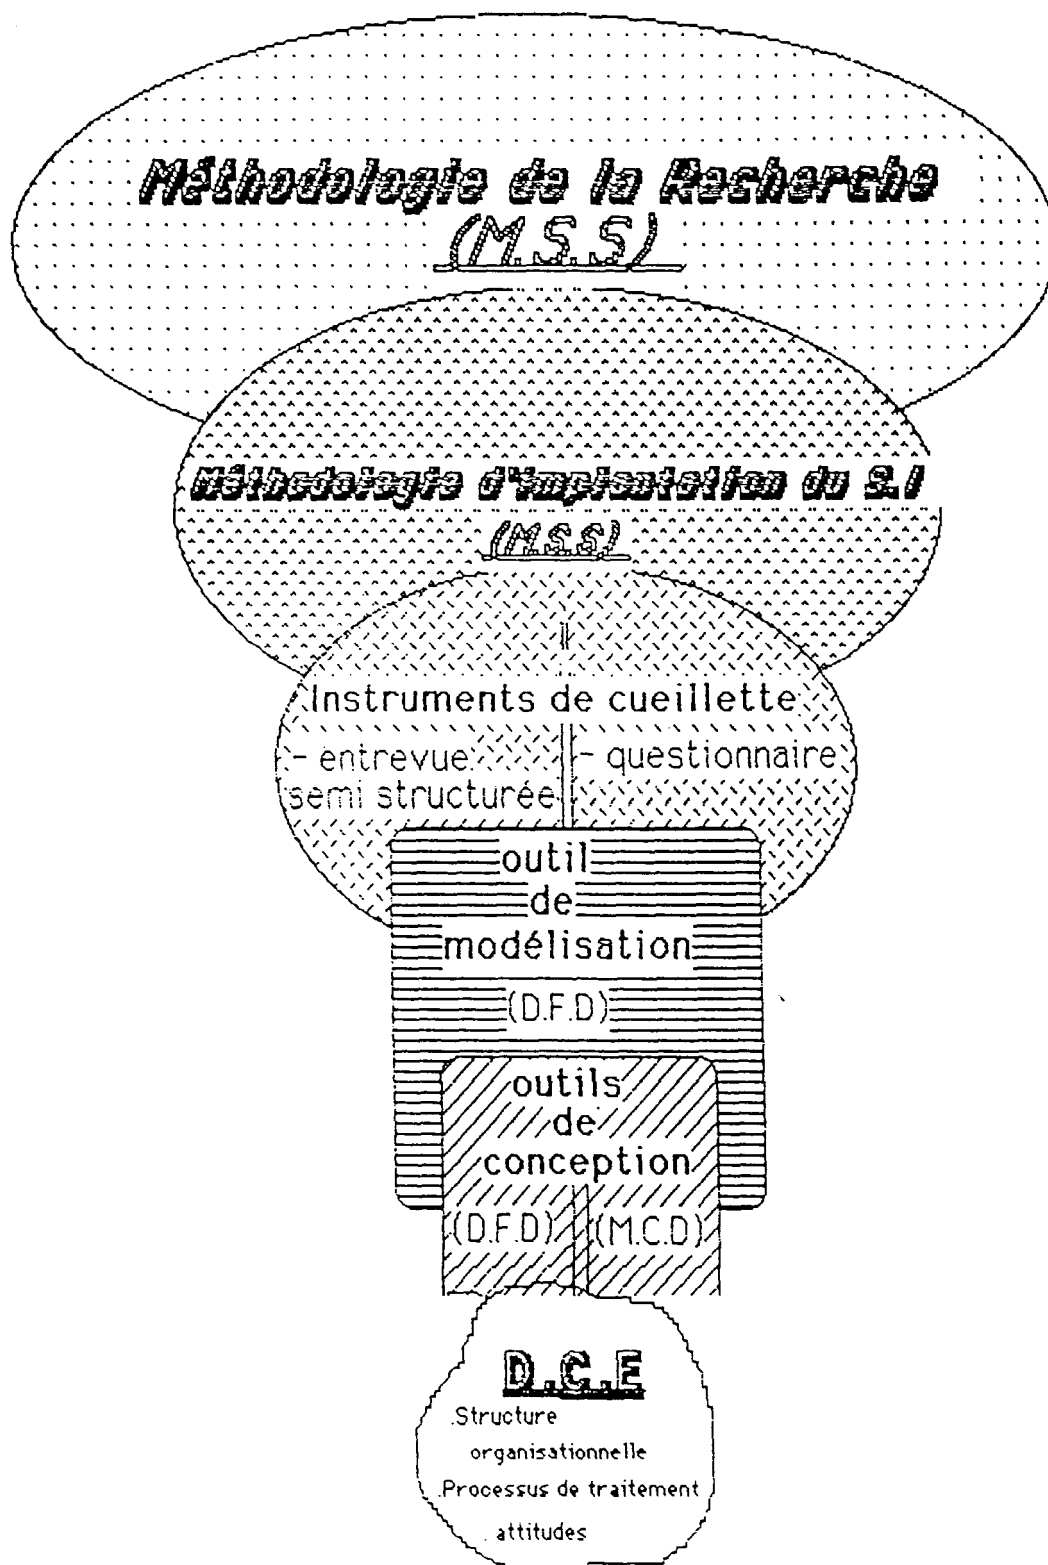 Méthodologie de la Recherche
(M.S.S)
Méthodologie d'implantation du S.I
(M.S.S)
Instruments de cueillette
- entrevue - questionnaire
semi structurée
outil
de
modélisation
(D.F.D)
outils
de
conception
(D.F.D) (M.C.D)
D.C.E
.Structure
organisationnelle
.Processus de traitement
. attitudes